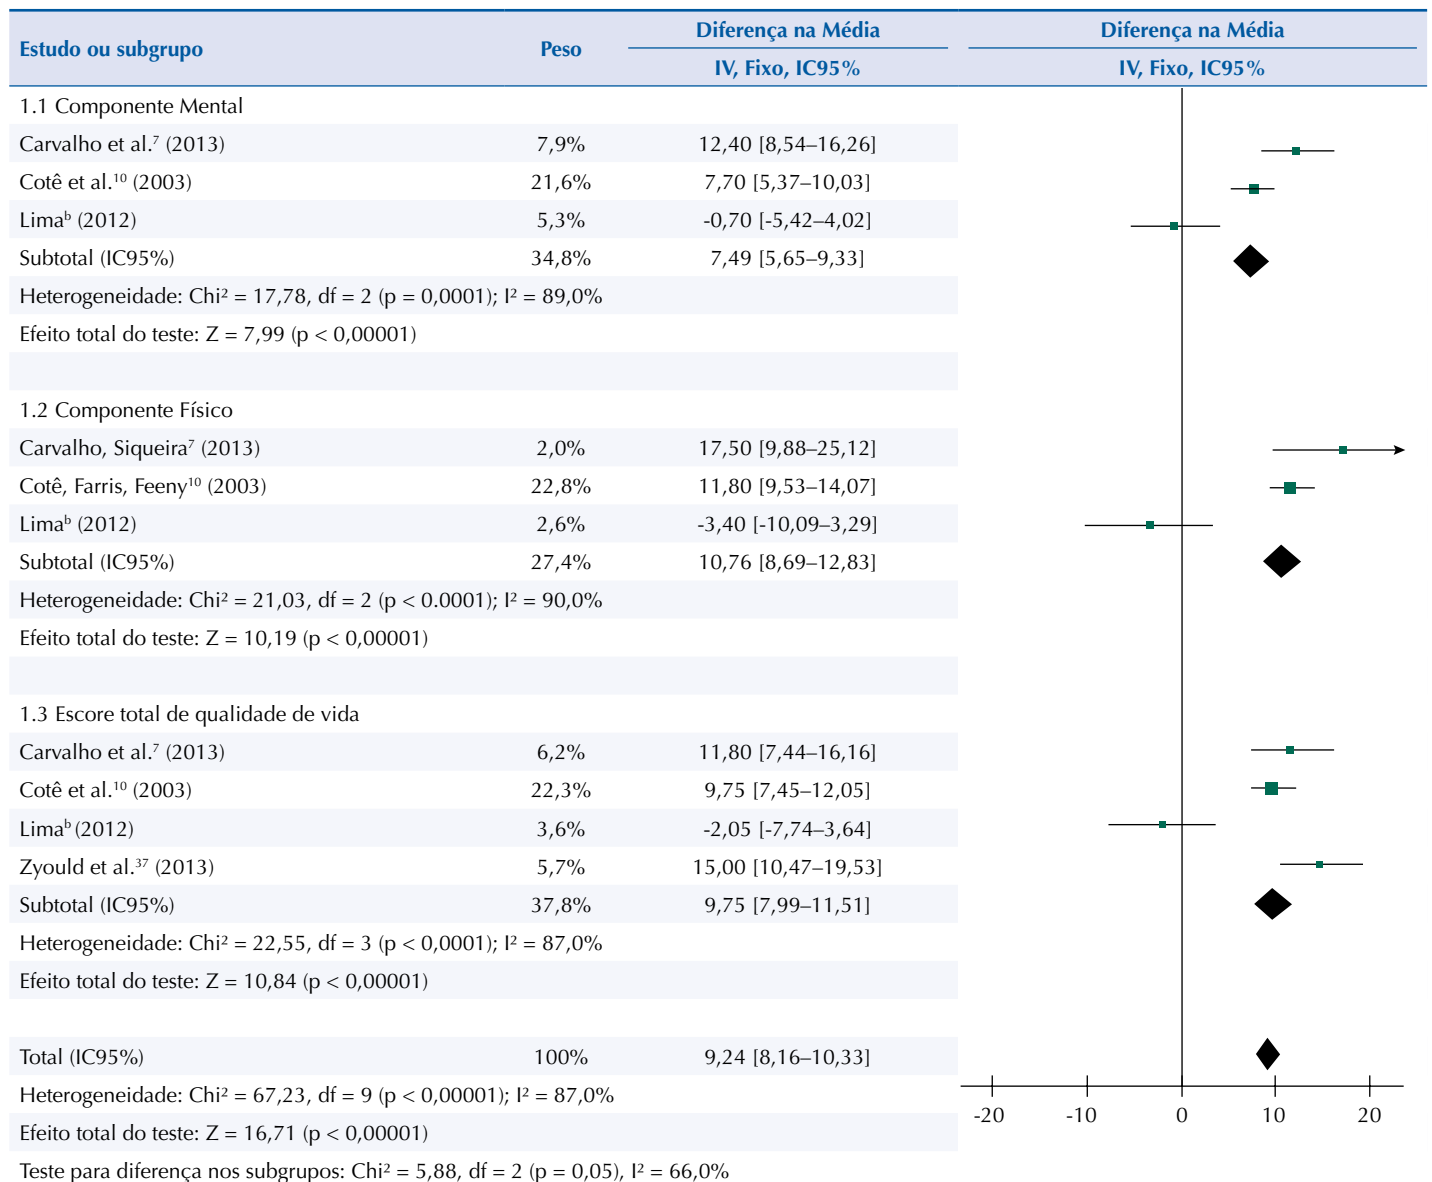 Estudo ou subgrupo Peso Diferença na Média Diferença na Média
IV, Fixo, IC95% IV, Fixo, IC95%
1.1 Componente Mental
Carvalho et al.⁷ (2013) 7,9% 12,40 [8,54–16,26]
Cotê et al.¹⁰ (2003) 21,6% 7,70 [5,37–10,03]
Limaᵇ (2012) 5,3% -0,70 [-5,42–4,02]
Subtotal (IC95%) 34,8% 7,49 [5,65–9,33]
Heterogeneidade: Chi² = 17,78, df = 2 (p = 0,0001); I² = 89,0%
Efeito total do teste: Z = 7,99 (p < 0,00001)
1.2 Componente Físico
Carvalho, Siqueira⁷ (2013) 2,0% 17,50 [9,88–25,12]
Cotê, Farris, Feeny¹⁰ (2003) 22,8% 11,80 [9,53–14,07]
Limaᵇ (2012) 2,6% -3,40 [-10,09–3,29]
Subtotal (IC95%) 27,4% 10,76 [8,69–12,83]
Heterogeneidade: Chi² = 21,03, df = 2 (p < 0.0001); I² = 90,0%
Efeito total do teste: Z = 10,19 (p < 0,00001)
1.3 Escore total de qualidade de vida
Carvalho et al.⁷ (2013) 6,2% 11,80 [7,44–16,16]
Cotê et al.¹⁰ (2003) 22,3% 9,75 [7,45–12,05]
Limaᵇ (2012) 3,6% -2,05 [-7,74–3,64]
Zyould et al.³⁷ (2013) 5,7% 15,00 [10,47–19,53]
Subtotal (IC95%) 37,8% 9,75 [7,99–11,51]
Heterogeneidade: Chi² = 22,55, df = 3 (p < 0,0001); I² = 87,0%
Efeito total do teste: Z = 10,84 (p < 0,00001)
Total (IC95%) 100% 9,24 [8,16–10,33]
Heterogeneidade: Chi² = 67,23, df = 9 (p < 0,00001); I² = 87,0%
-20 -10 0 10 20
Efeito total do teste: Z = 16,71 (p < 0,00001)
Teste para diferença nos subgrupos: Chi² = 5,88, df = 2 (p = 0,05), I² = 66,0%